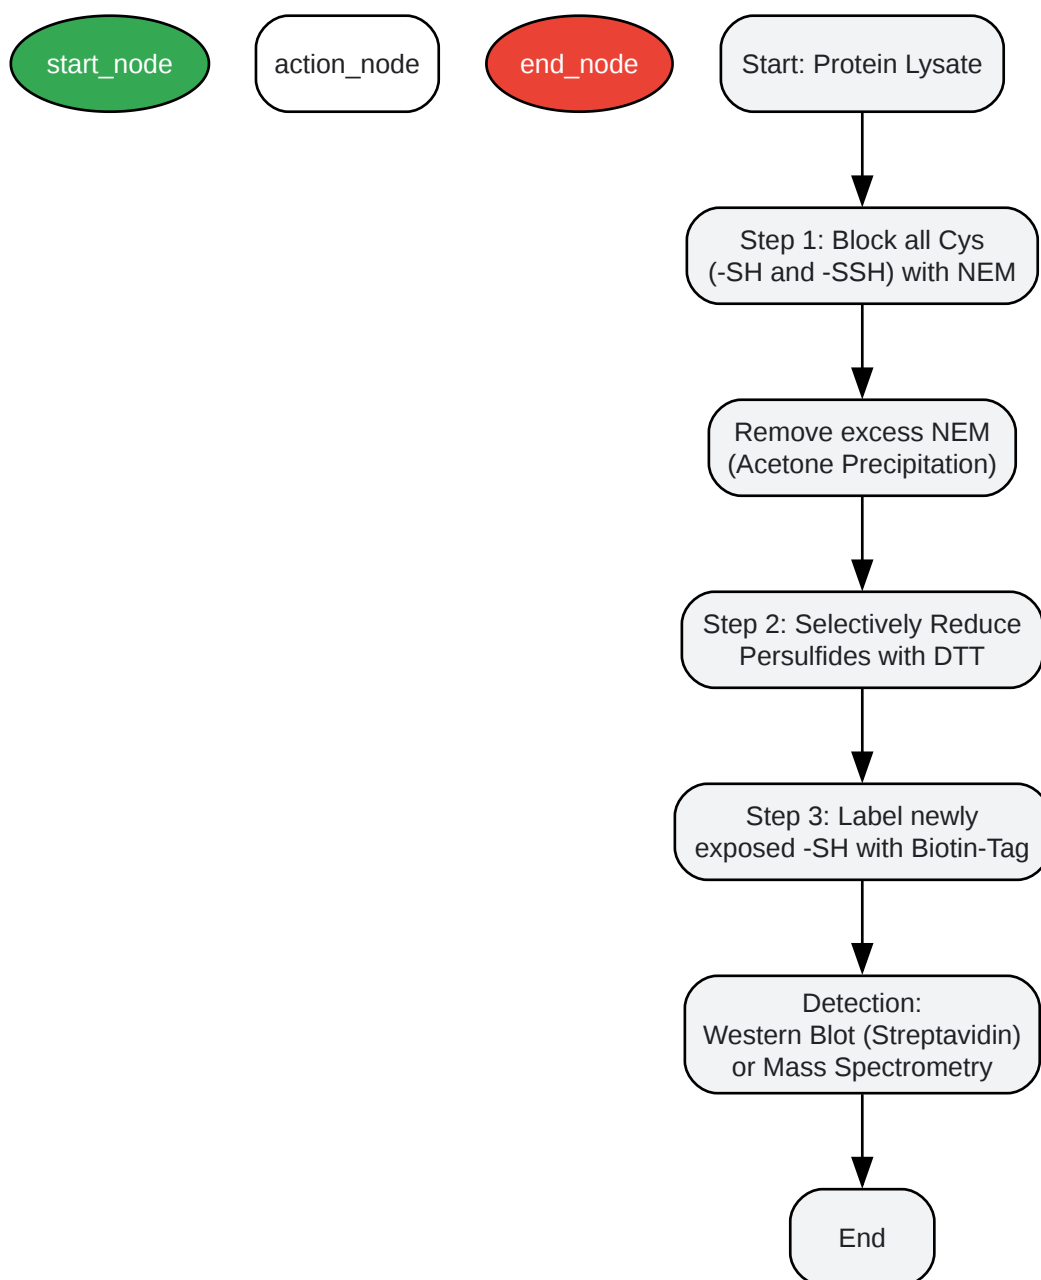 start_node
action_node
end_node
Start: Protein Lysate
Step 1: Block all Cys
(-SH and -SSH) with NEM
Remove excess NEM
(Acetone Precipitation)
Step 2: Selectively Reduce
Persulfides with DTT
Step 3: Label newly
exposed -SH with Biotin-Tag
Detection:
Western Blot (Streptavidin)
or Mass Spectrometry
End